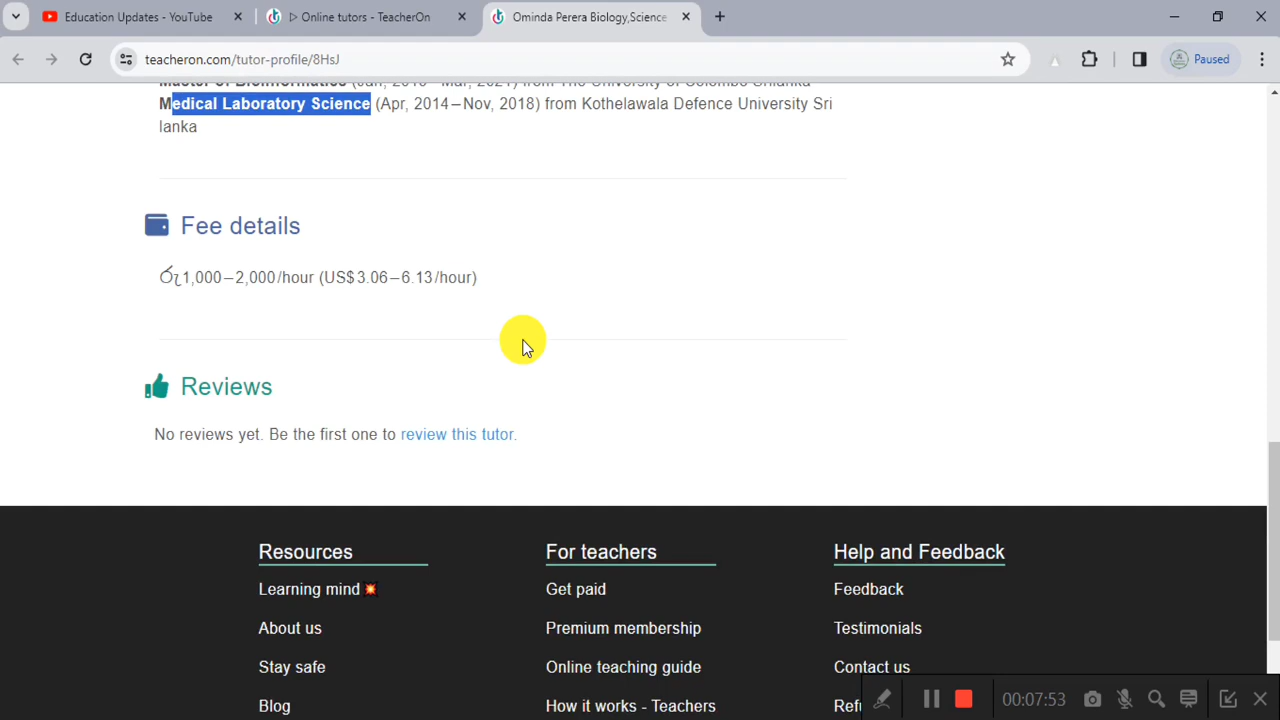 Education Updates - YouTube
Online tutors - TeacherOn
Ominda Perera Biology,Science
teacheron.com/tutor-profile/8HsJ
Paused
Master of Bioinformatics
Medical Laboratory Science (Apr, 2014–Nov, 2018) from Kothelawala Defence University Sri
lanka
Fee details
රු1,000–2,000/hour (US$3.06–6.13/hour)
Reviews
No reviews yet. Be the first one to review this tutor.
Resources
For teachers
Help and Feedback
Learning mind💥
Get paid
Feedback
About us
Premium membership
Testimonials
Stay safe
Online teaching guide
Contact us
Blog
How it works - Teachers
00:07:53